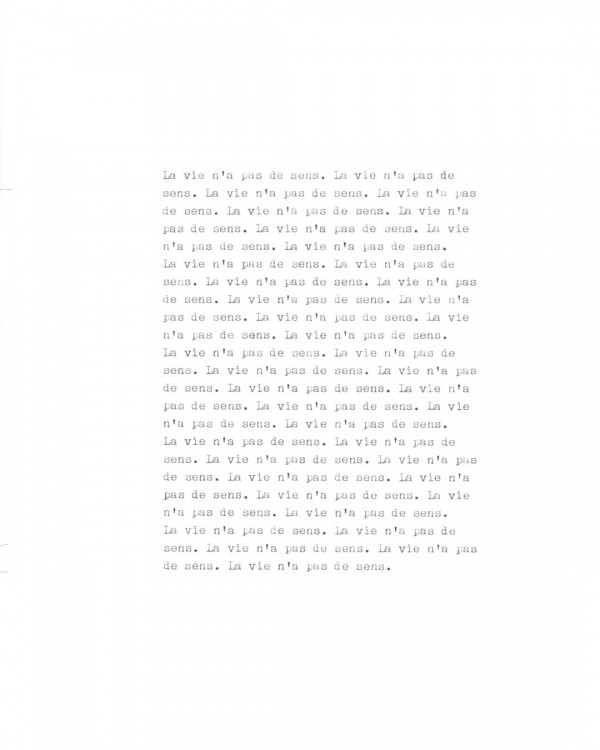 La vie n'a pas de sens. La vie n'a pas de
sens. La vie n'a pas de sens. La vie n'a pas
de sens. La vie n'a pas de sens. La vie n'a
pas de sens. La vie n'a pas de sens. La vie
n'a pas de sens. La vie n'a pas de sens.
La vie n'a pas de sens. La vie n'a pas de
sens. La vie n'a pas de sens. La vie n'a pas
de sens. La vie n'a pas de sens. La vie n'a
pas de sens. La vie n'a pas de sens. La vie
n'a pas de sens. La vie n'a pas de sens.
La vie n'a pas de sens. La vie n'a pas de
sens. La vie n'a pas de sens. La vie n'a pas
de sens. La vie n'a pas de sens. La vie n'a
pas de sens. La vie n'a pas de sens. La vie
n'a pas de sens. La vie n'a pas de sens.
La vie n'a pas de sens. La vie n'a pas de
sens. La vie n'a pas de sens. La vie n'a pas
de sens. La vie n'a pas de sens. La vie n'a
pas de sens. La vie n'a pas de sens. La vie
n'a pas de sens. La vie n'a pas de sens.
La vie n'a pas de sens. La vie n'a pas de
sens. La vie n'a pas de sens. La vie n'a pas
de sens. La vie n'a pas de sens.